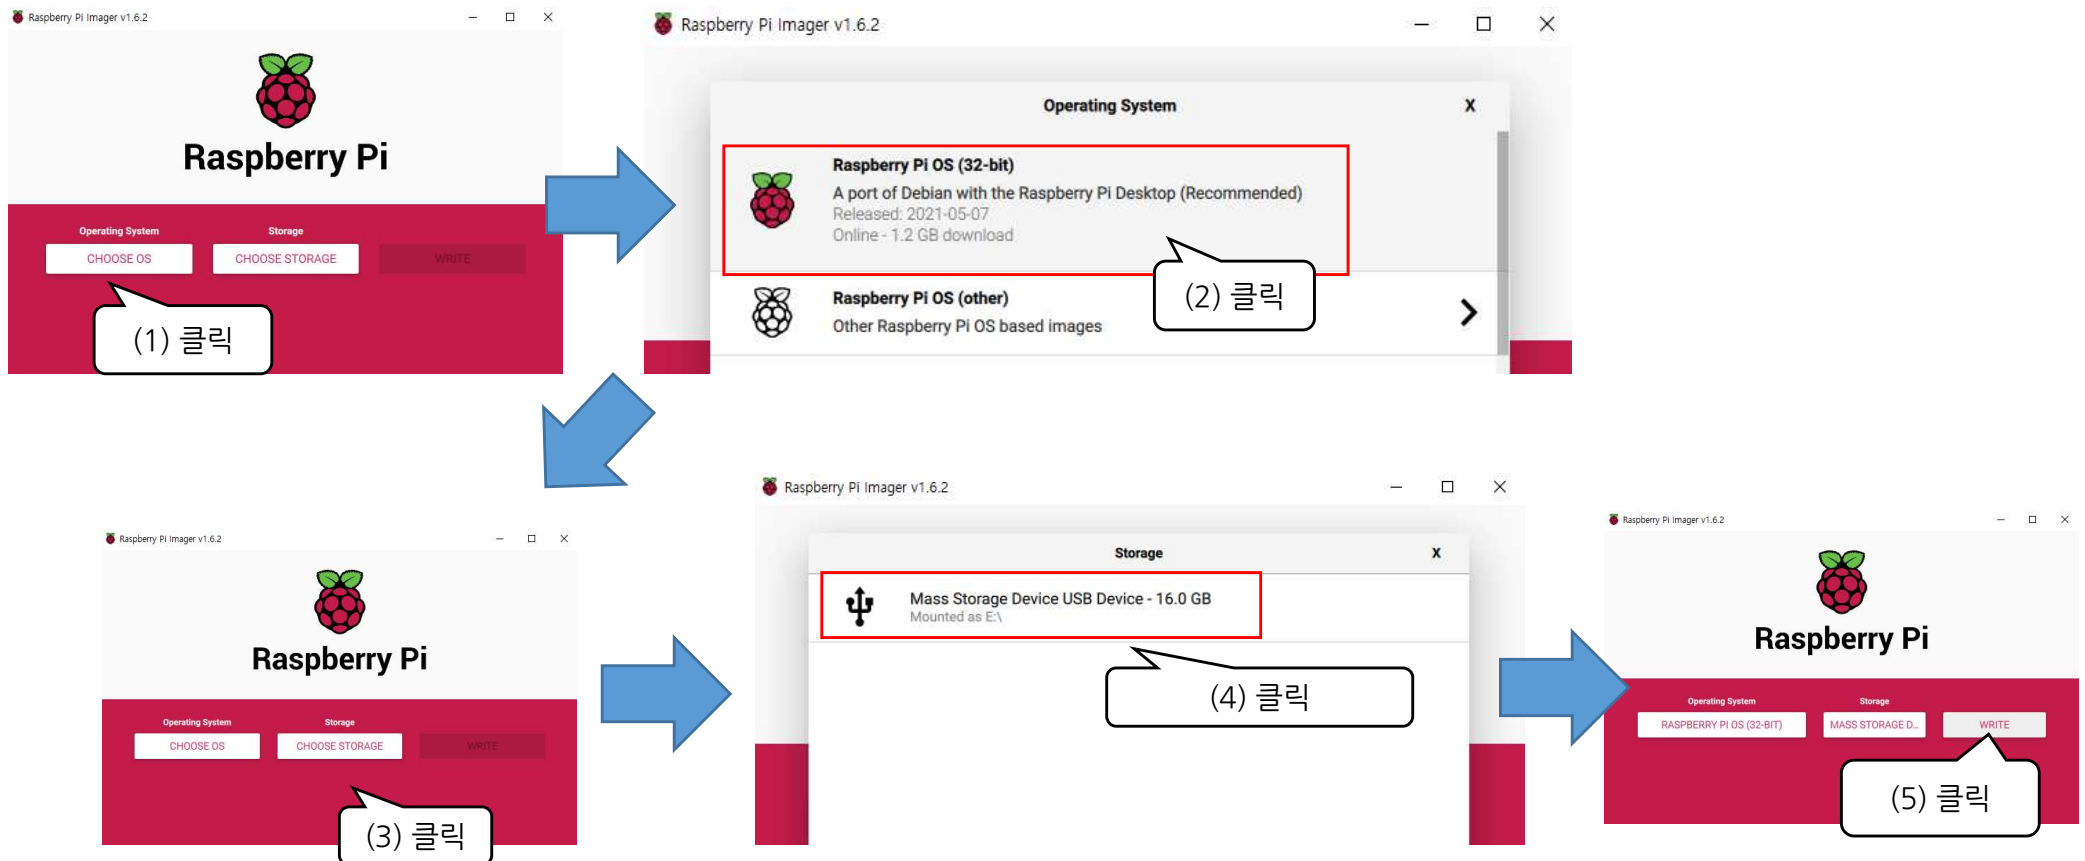 Raspberry Pi Imager v1.6.2
Raspberry Pi
Operating System
Storage
CHOOSE OS
CHOOSE STORAGE
WRITE
(1) 클릭
Raspberry Pi Imager v1.6.2
Operating System
X
Raspberry Pi OS (32-bit)
A port of Debian with the Raspberry Pi Desktop (Recommended)
Released: 2021-05-07
Online - 1.2 GB download
(2) 클릭
Raspberry Pi OS (other)
Other Raspberry Pi OS based images
Raspberry Pi Imager v1.6.2
Raspberry Pi
Operating System
Storage
CHOOSE OS
CHOOSE STORAGE
WRITE
(3) 클릭
Raspberry Pi Imager v1.6.2
Storage
X
Mass Storage Device USB Device - 16.0 GB
Mounted as E:\
(4) 클릭
Raspberry Pi Imager v1.6.2
Raspberry Pi
Operating System
Storage
RASPBERRY PI OS (32-BIT)
MASS STORAGE D...
WRITE
(5) 클릭